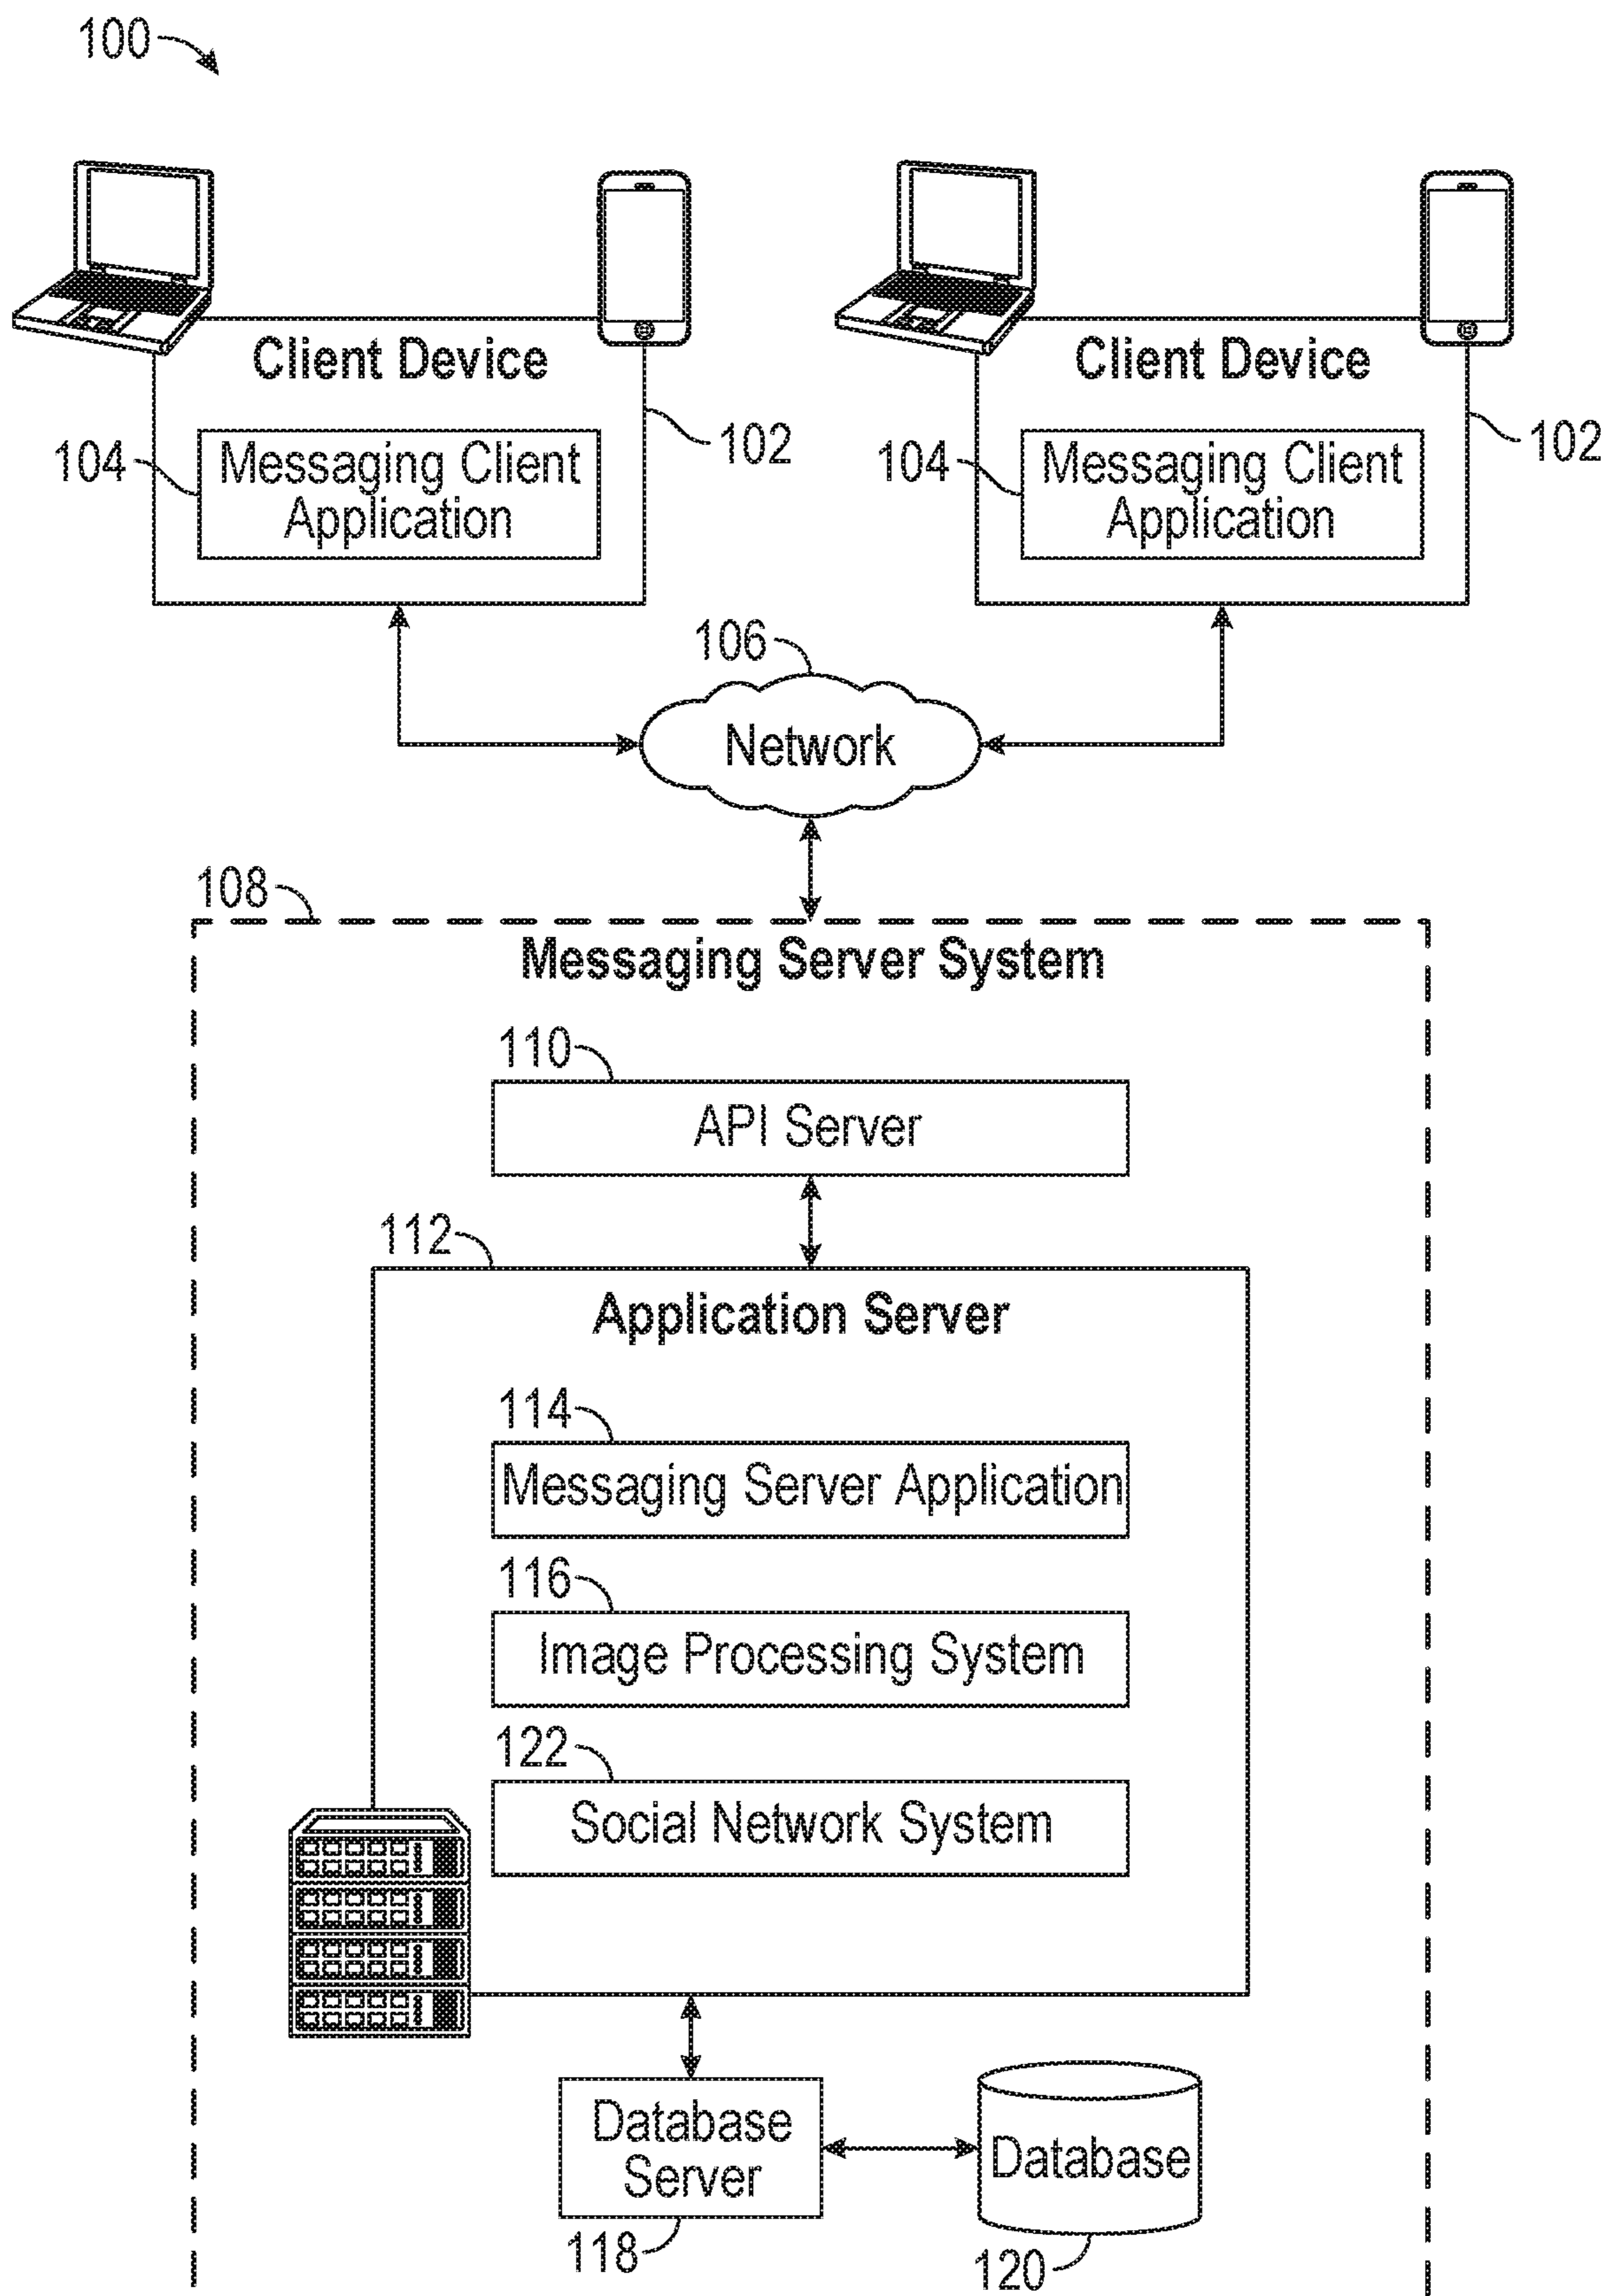 100
Client Device
Client Device
102
102
104
Messaging Client
Application
104
Messaging Client
Application
106
Network
108
Messaging Server System
110
API Server
112
Application Server
114
Messaging Server Application
116
Image Processing System
122
Social Network System
Database
Server
Database
118
120